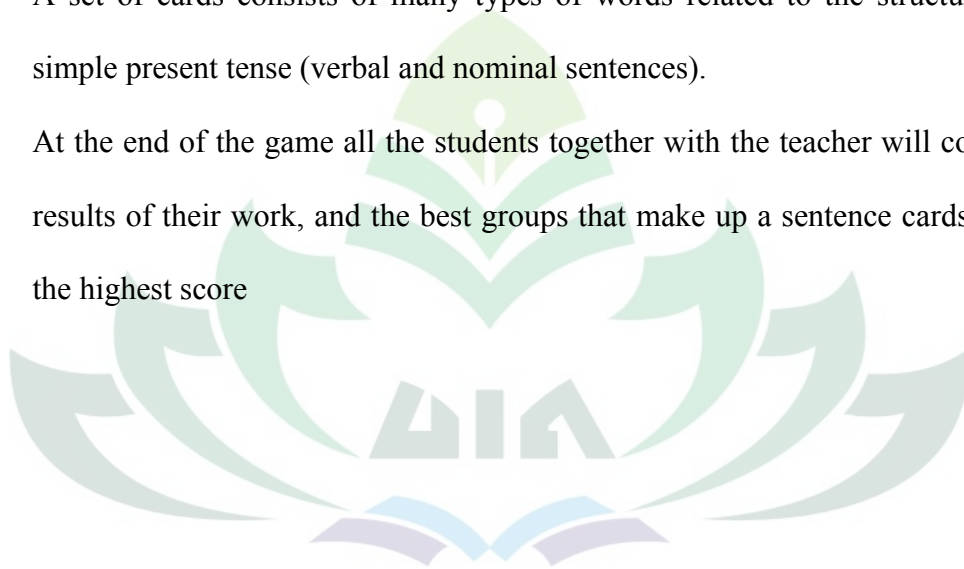 A set of cards consists of many types of words related to the
simple present tense (verbal and nominal sentences).
At the end of the game all the students together with the teacher will
results of their work, and the best groups that make up a sentence cards
the highest score
UIN